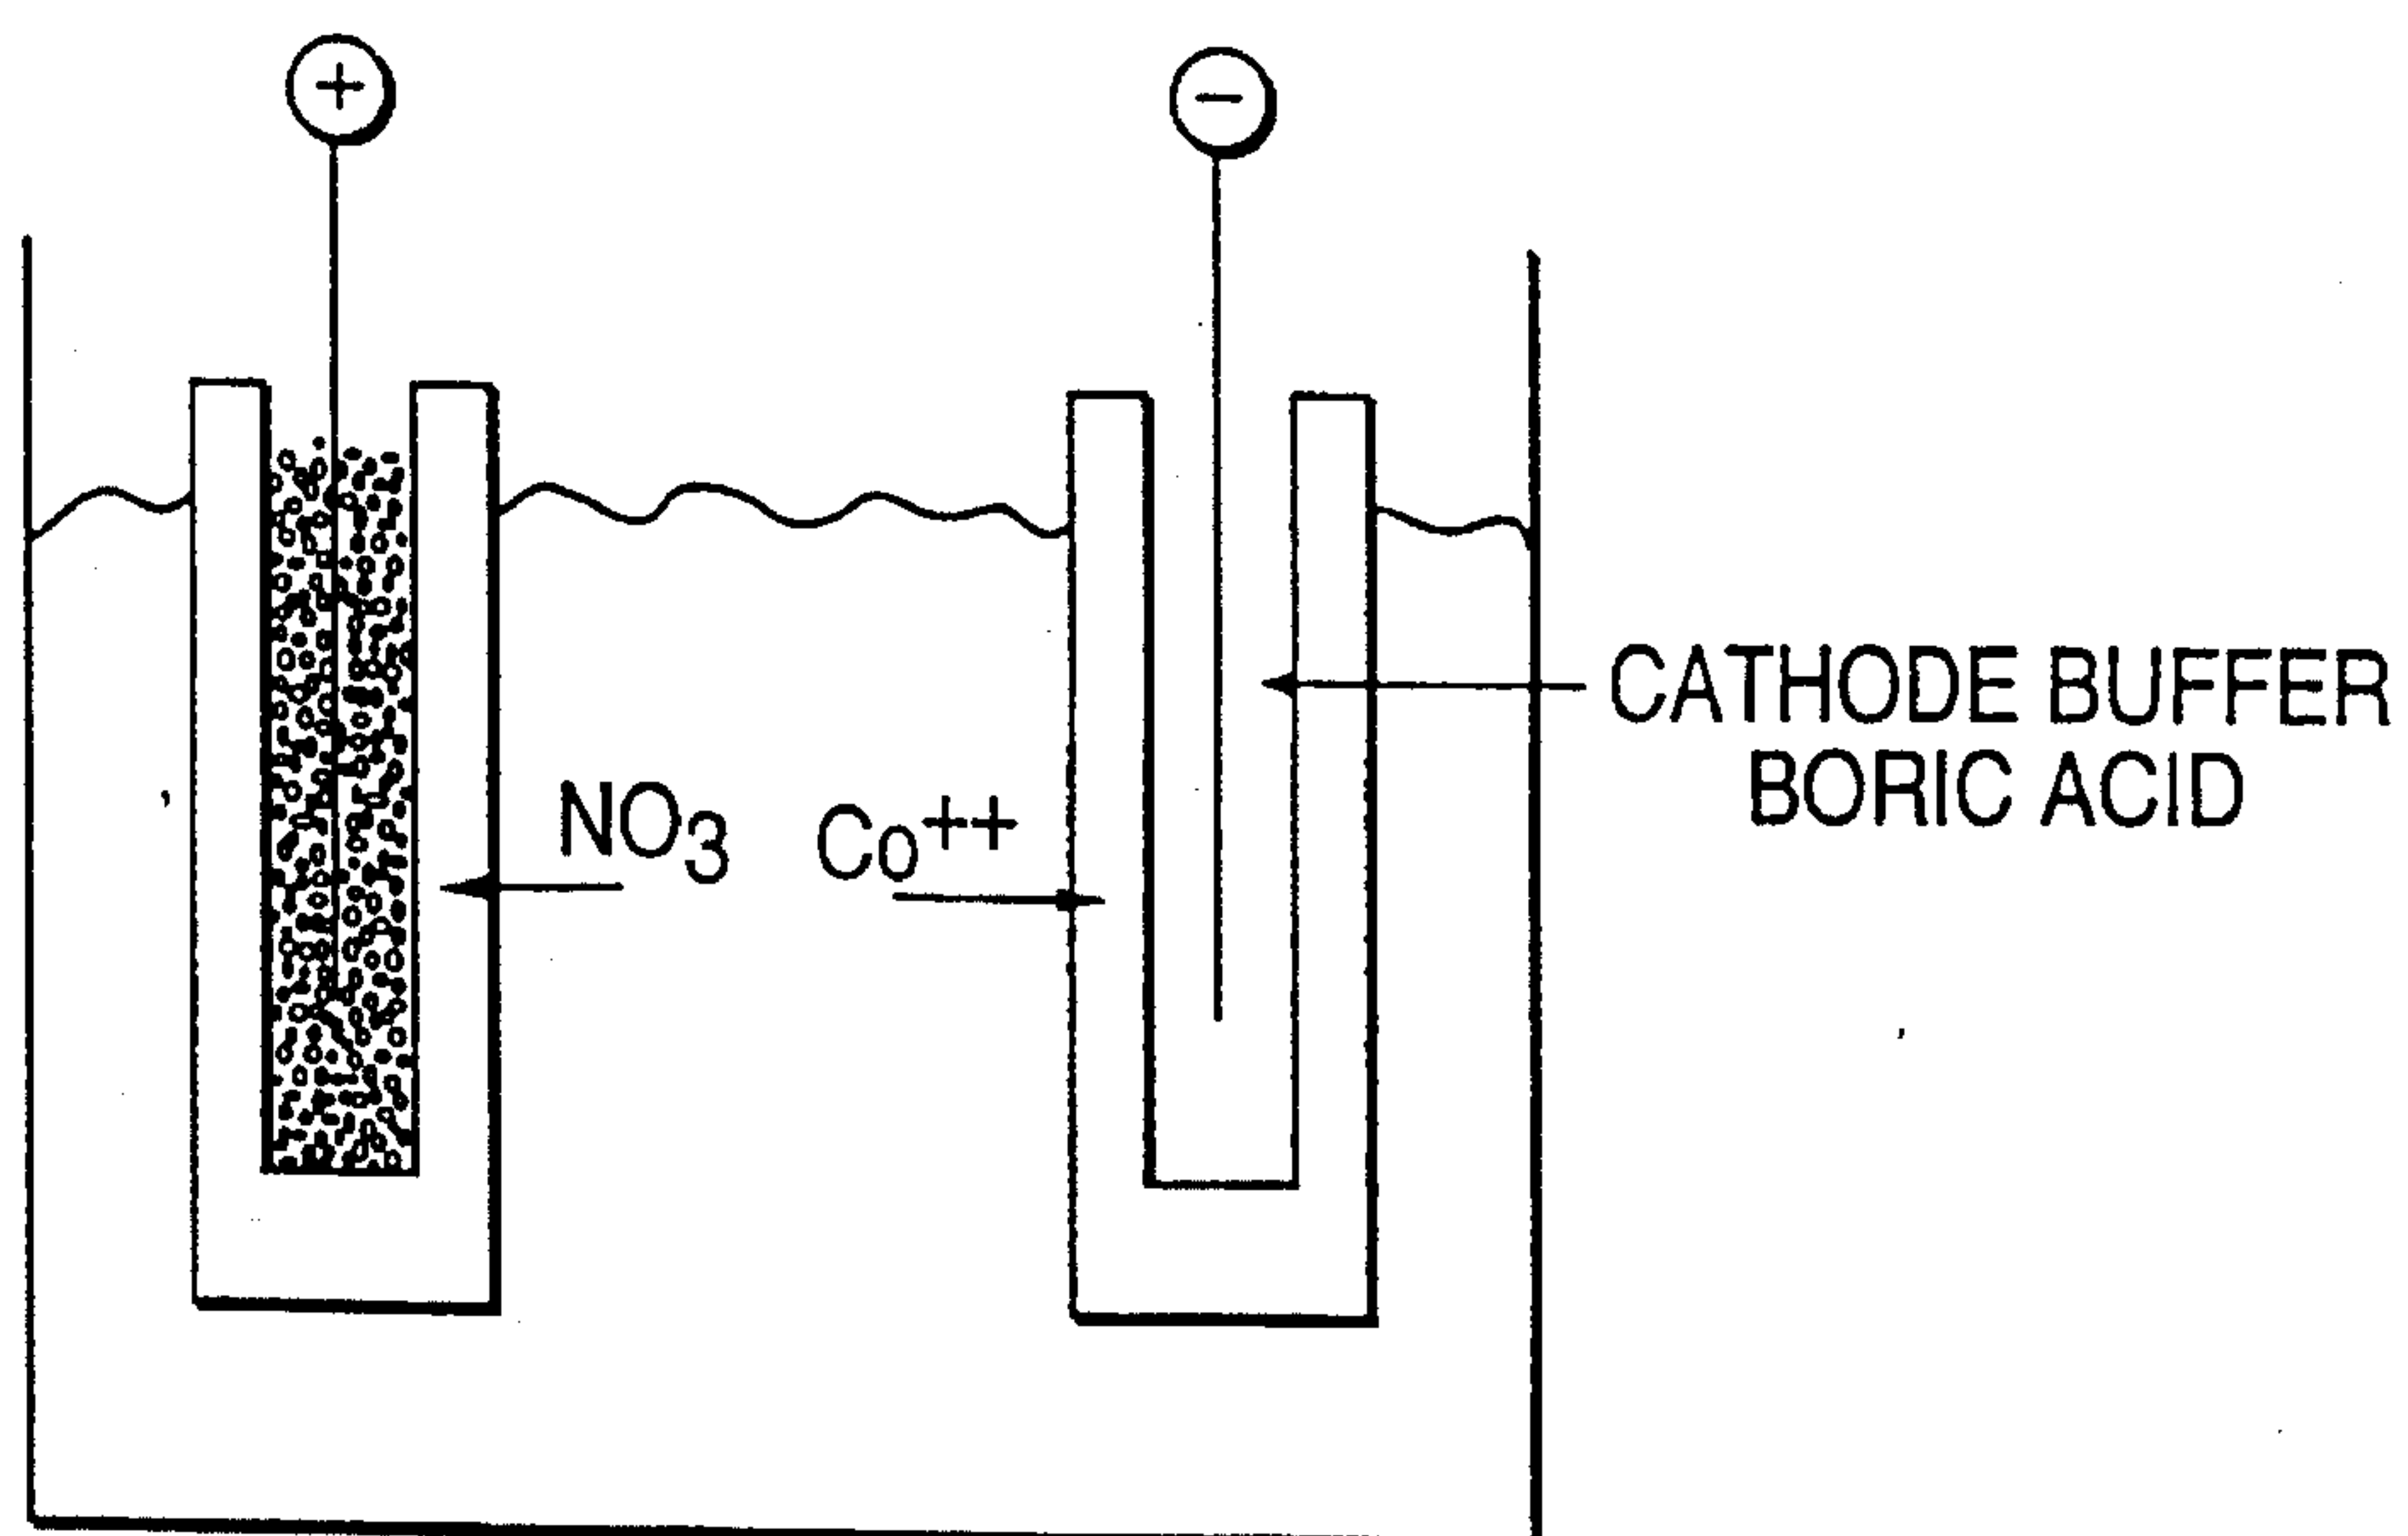 +
−
NO3
Co++
CATHODE BUFFER
BORIC ACID